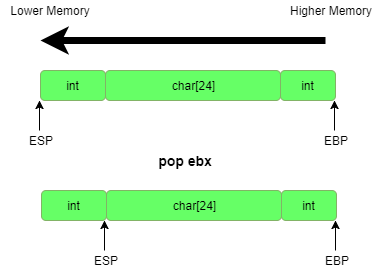 Lower Memory Higher Memory
int char[24] int
ESP EBP
pop ebx
int char[24] int
ESP EBP